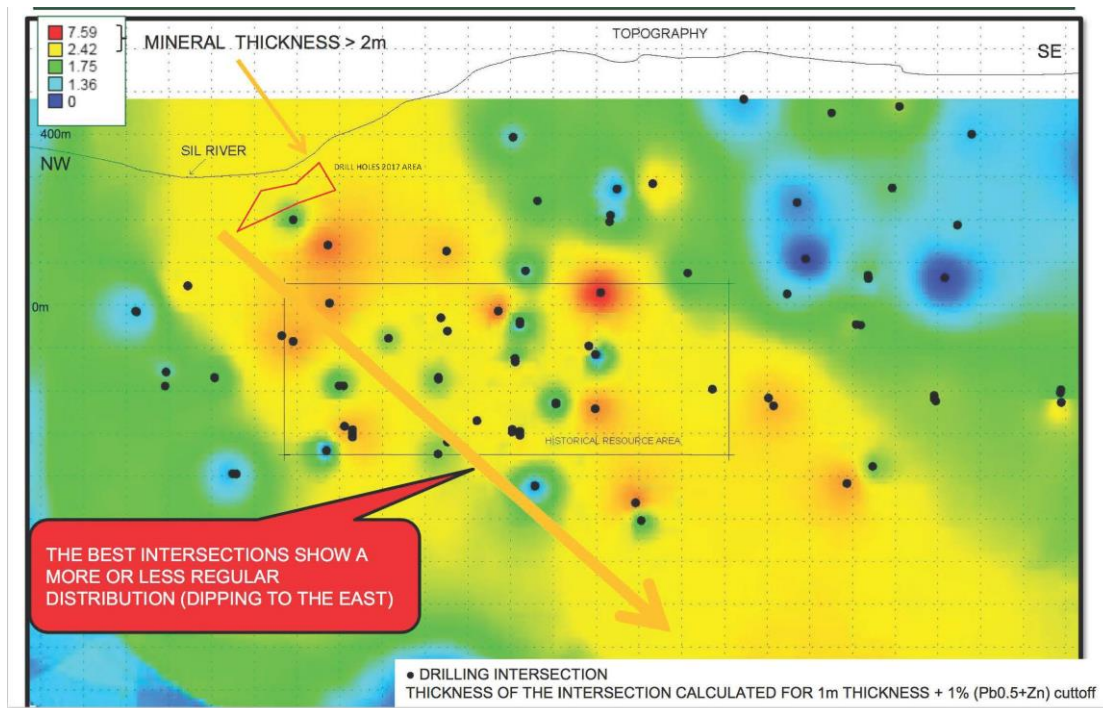 7.59
2.42
1.75
1.36
0
MINERAL THICKNESS > 2m
TOPOGRAPHY
SE
400m
NW
SIL RIVER
DRILL HOLES 2017 AREA
0m
HISTORICAL RESOURCE AREA
THE BEST INTERSECTIONS SHOW A
MORE OR LESS REGULAR
DISTRIBUTION (DIPPING TO THE EAST)
● DRILLING INTERSECTION
THICKNESS OF THE INTERSECTION CALCULATED FOR 1m THICKNESS + 1% (Pb0.5+Zn) cuttoff